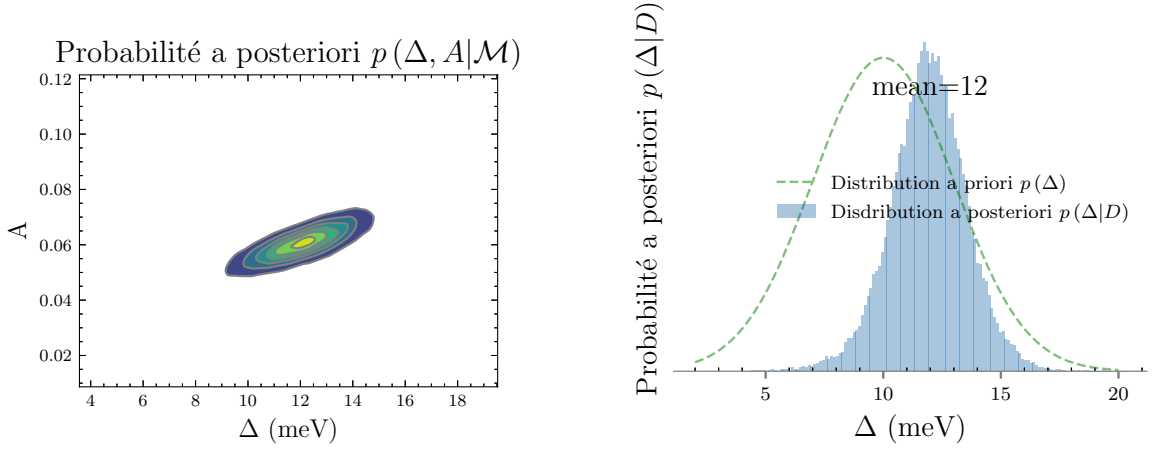 Probabilité a posteriori p (Δ, A|ℳ)
0.12
0.10
0.08
0.06
0.04
0.02
A
4 6 8 10 12 14 16 18
Δ (meV)
Probabilité a posteriori p (Δ|D)
mean=12
Distribution a priori p (Δ)
Disdribution a posteriori p (Δ|D)
5 10 15 20
Δ (meV)